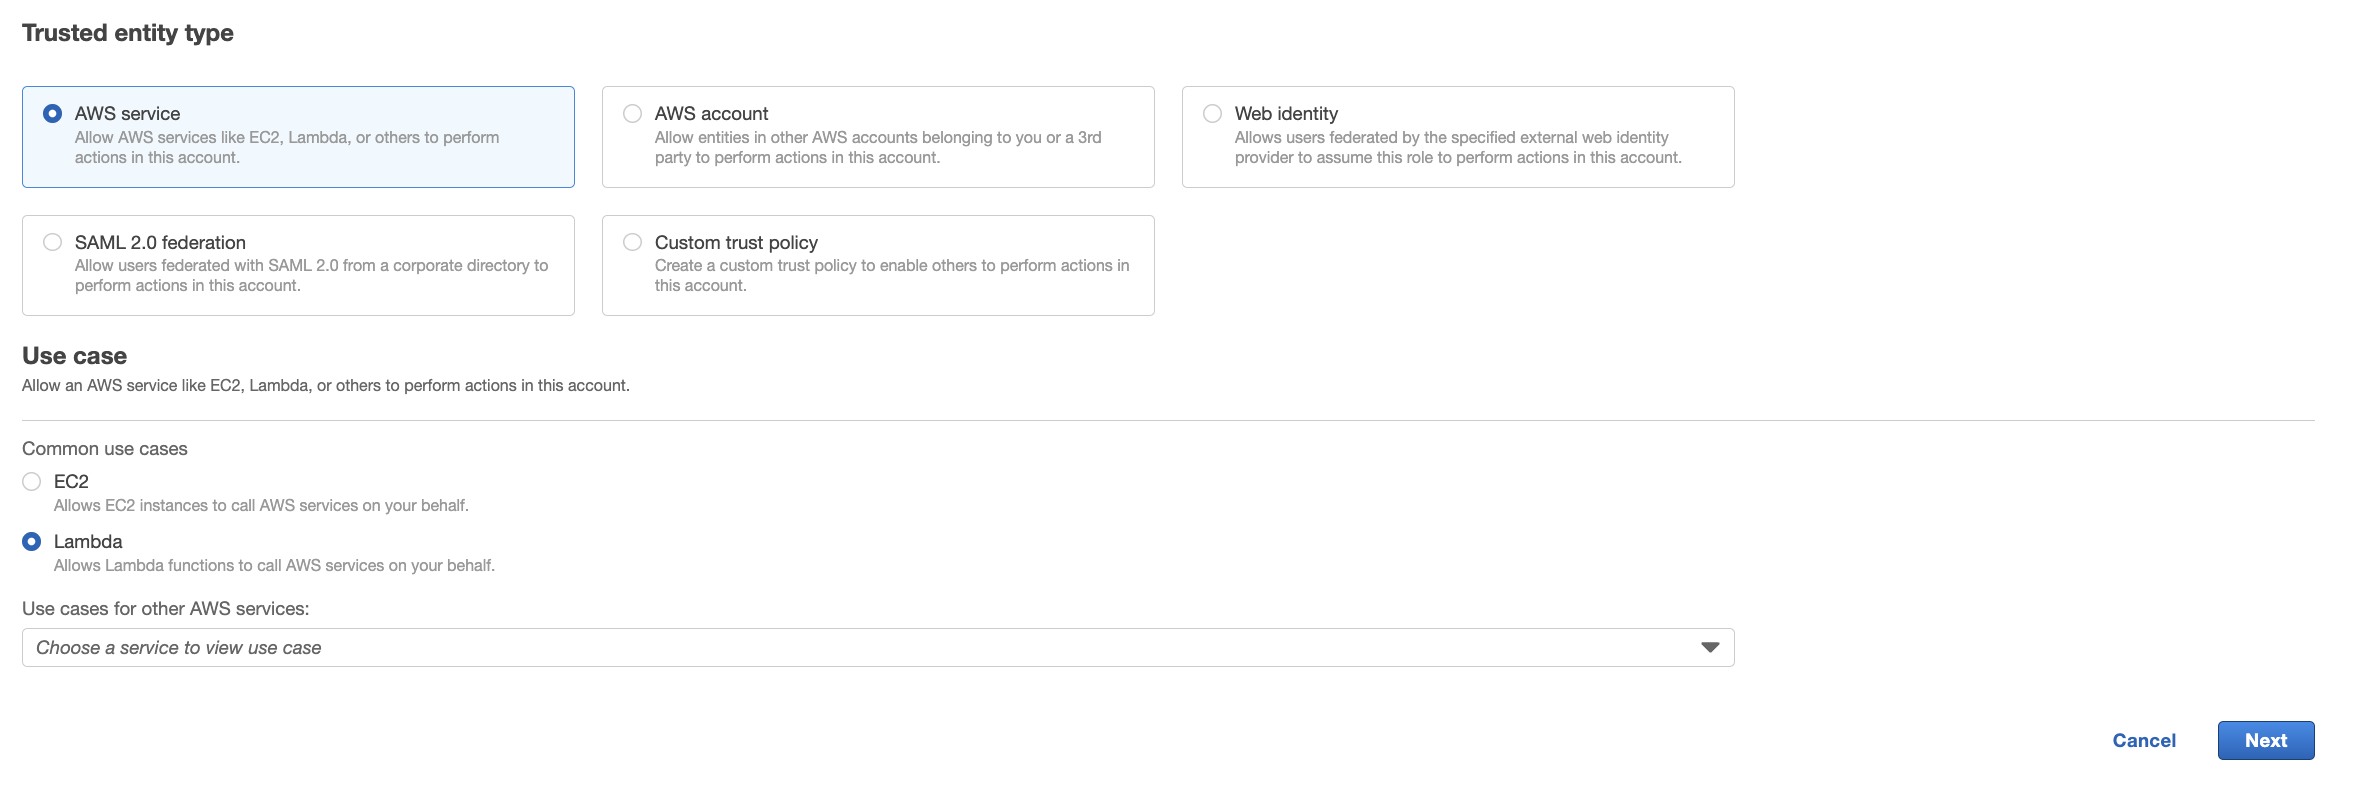 Trusted entity type
AWS service
Allow AWS services like EC2, Lambda, or others to perform
actions in this account.
AWS account
Allow entities in other AWS accounts belonging to you or a 3rd
party to perform actions in this account.
Web identity
Allows users federated by the specified external web identity
provider to assume this role to perform actions in this account.
SAML 2.0 federation
Allow users federated with SAML 2.0 from a corporate directory to
perform actions in this account.
Custom trust policy
Create a custom trust policy to enable others to perform actions in
this account.
Use case
Allow an AWS service like EC2, Lambda, or others to perform actions in this account.
Common use cases
EC2
Allows EC2 instances to call AWS services on your behalf.
Lambda
Allows Lambda functions to call AWS services on your behalf.
Use cases for other AWS services:
Choose a service to view use case
Cancel
Next